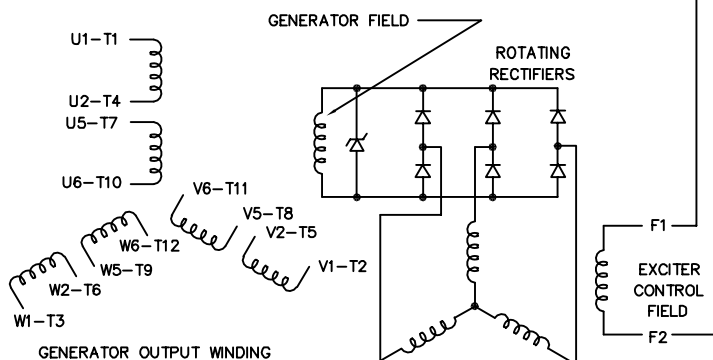 GENERATOR FIELD
U1-T1
U2-T4
U5-T7
U6-T10
ROTATING
RECTIFIERS
V6-T11
V5-T8
V2-T5
V1-T2
W6-T12
W5-T9
W2-T6
W1-T3
F1
EXCITER
CONTROL
FIELD
F2
GENERATOR OUTPUT WINDING